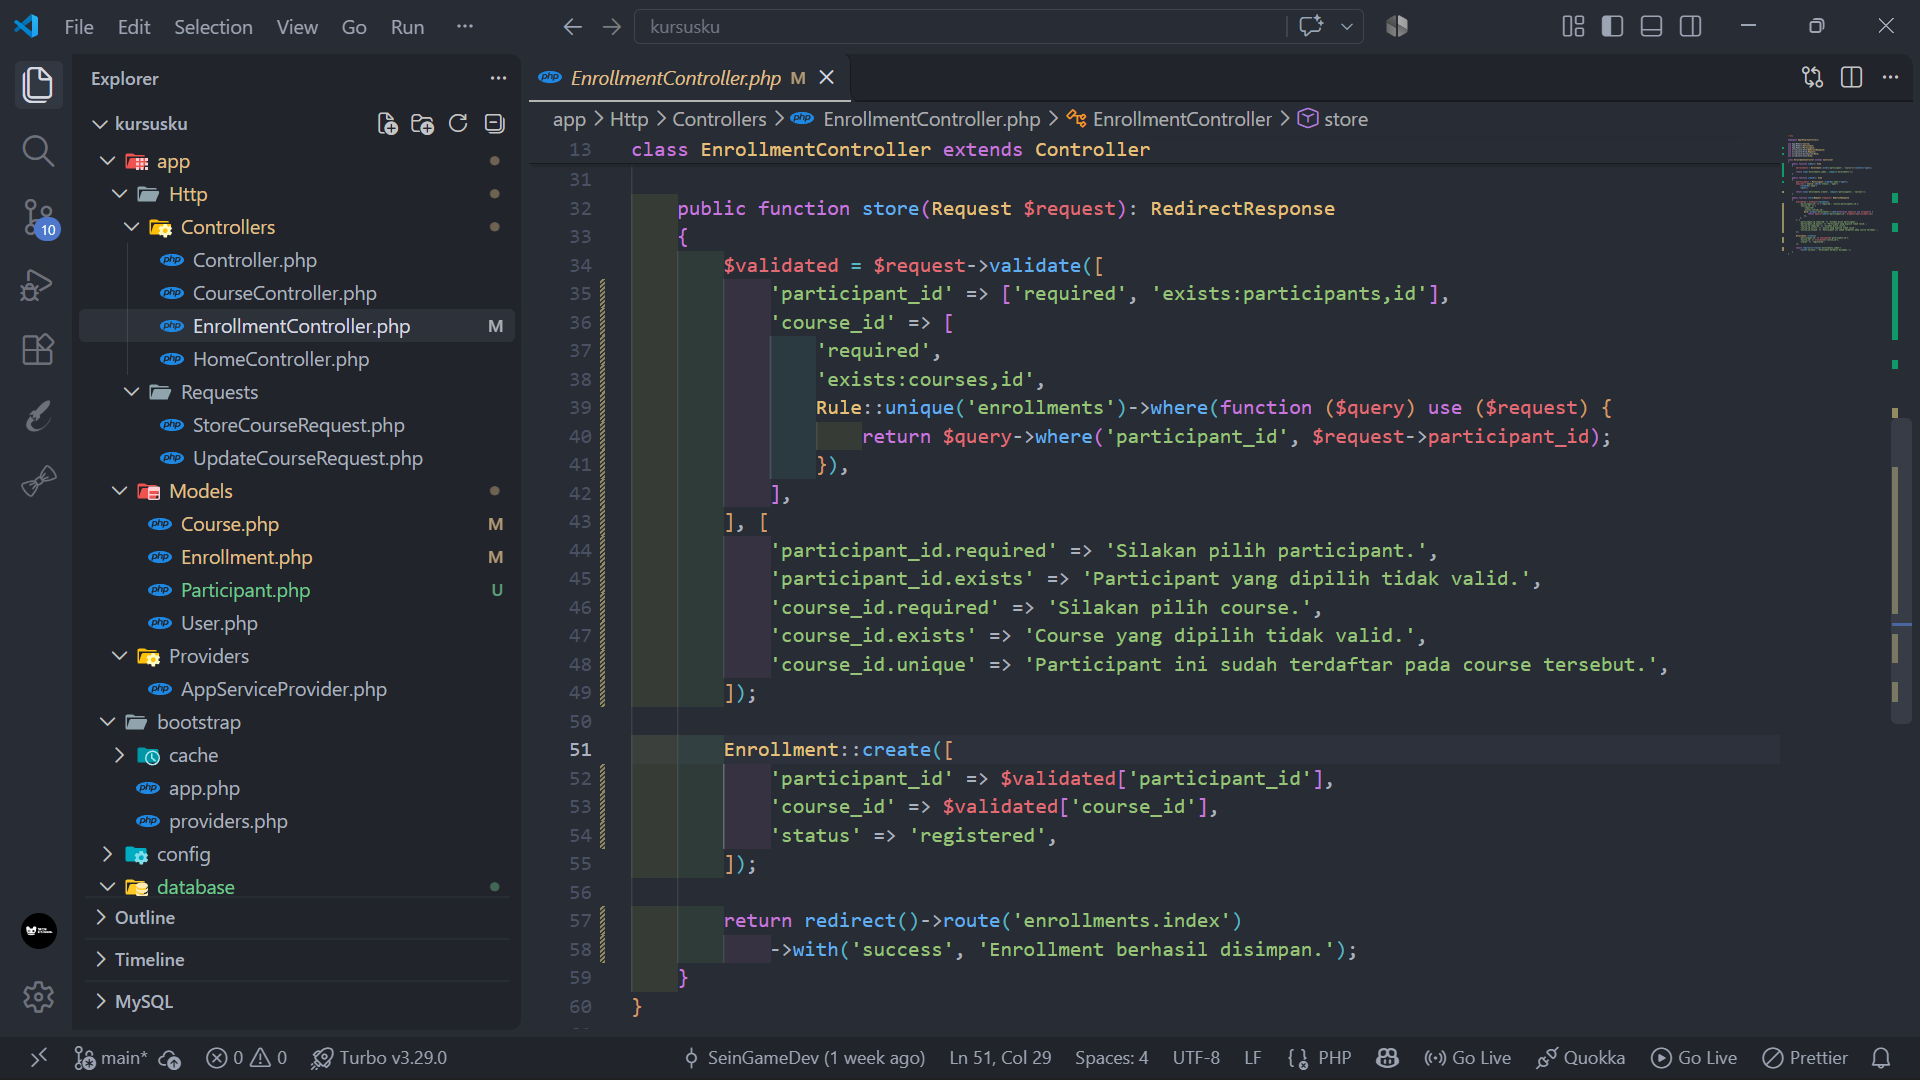 File Edit Selection View Go Run ···
kursusku
Explorer
kursusku
app
Http
Controllers
Controller.php
CourseController.php
EnrollmentController.php M
HomeController.php
Requests
StoreCourseRequest.php
UpdateCourseRequest.php
Models
Course.php M
Enrollment.php M
Participant.php U
User.php
Providers
AppServiceProvider.php
bootstrap
cache
app.php
providers.php
config
database
Outline
Timeline
MySQL
10
EnrollmentController.php M
app > Http > Controllers > EnrollmentController.php > EnrollmentController > store
13 class EnrollmentController extends Controller
31
32 public function store(Request $request): RedirectResponse
33 {
34 $validated = $request->validate([
35 'participant_id' => ['required', 'exists:participants,id'],
36 'course_id' => [
37 'required',
38 'exists:courses,id',
39 Rule::unique('enrollments')->where(function ($query) use ($request) {
40 return $query->where('participant_id', $request->participant_id);
41 }),
42 ],
43 ], [
44 'participant_id.required' => 'Silakan pilih participant.',
45 'participant_id.exists' => 'Participant yang dipilih tidak valid.',
46 'course_id.required' => 'Silakan pilih course.',
47 'course_id.exists' => 'Course yang dipilih tidak valid.',
48 'course_id.unique' => 'Participant ini sudah terdaftar pada course tersebut.',
49 ]);
50
51 Enrollment::create([
52 'participant_id' => $validated['participant_id'],
53 'course_id' => $validated['course_id'],
54 'status' => 'registered',
55 ]);
56
57 return redirect()->route('enrollments.index')
58 ->with('success', 'Enrollment berhasil disimpan.');
59 }
60 }
main* 0 0 Turbo v3.29.0 SeinGameDev (1 week ago) Ln 51, Col 29 Spaces: 4 UTF-8 LF PHP Go Live Quokka Go Live Prettier